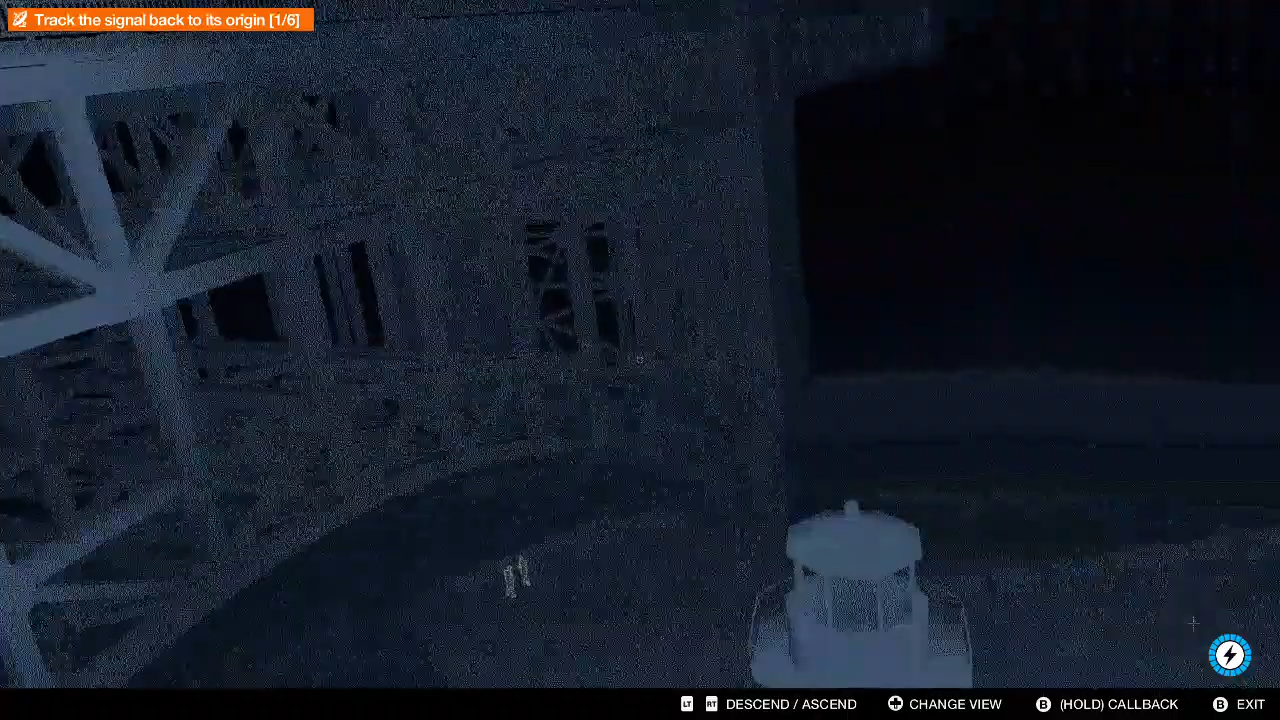 Track the signal back to its origin [1/6]
LT RT DESCEND / ASCEND CHANGE VIEW B (HOLD) CALLBACK B EXIT